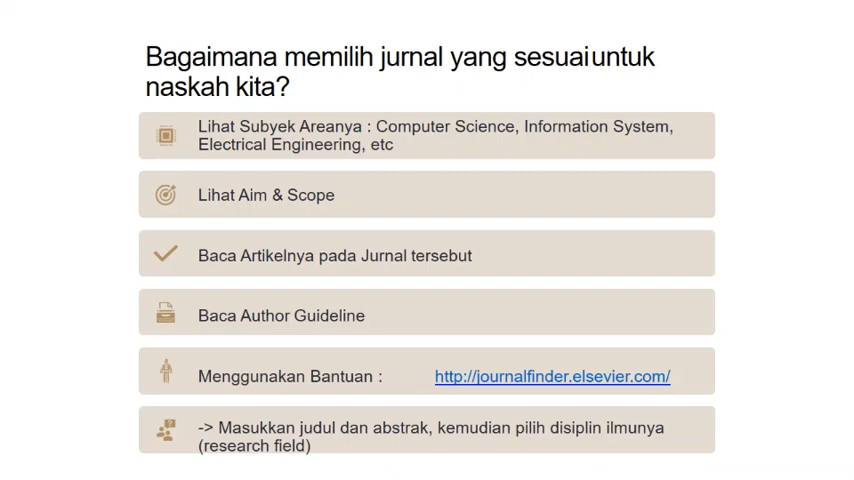 Bagaimana memilih jurnal yang sesuai untuk
naskah kita?
Lihat Subyek Areanya : Computer Science, Information System,
Electrical Engineering, etc
Lihat Aim & Scope
Baca Artikelnya pada Jurnal tersebut
Baca Author Guideline
Menggunakan Bantuan : http://journalfinder.elsevier.com/
-> Masukkan judul dan abstrak, kemudian pilih disiplin ilmunya
(research field)